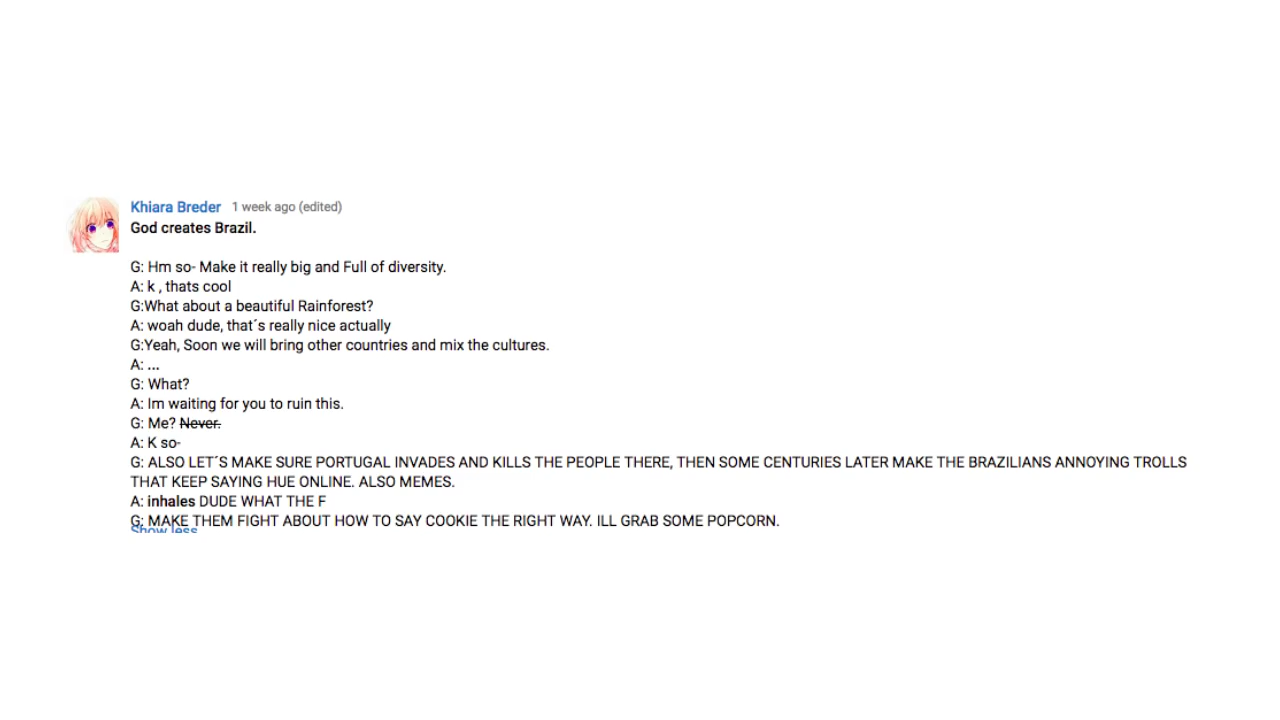 Khiara Breder 1 week ago (edited)
God creates Brazil.
G: Hm so- Make it really big and Full of diversity.
A: k , thats cool
G:What about a beautiful Rainforest?
A: woah dude, that´s really nice actually
G:Yeah, Soon we will bring other countries and mix the cultures.
A: ...
G: What?
A: Im waiting for you to ruin this.
G: Me? Never.
A: K so-
G: ALSO LET´S MAKE SURE PORTUGAL INVADES AND KILLS THE PEOPLE THERE, THEN SOME CENTURIES LATER MAKE THE BRAZILIANS ANNOYING TROLLS
THAT KEEP SAYING HUE ONLINE. ALSO MEMES.
A: inhales DUDE WHAT THE F
G: MAKE THEM FIGHT ABOUT HOW TO SAY COOKIE THE RIGHT WAY. ILL GRAB SOME POPCORN.
Show less